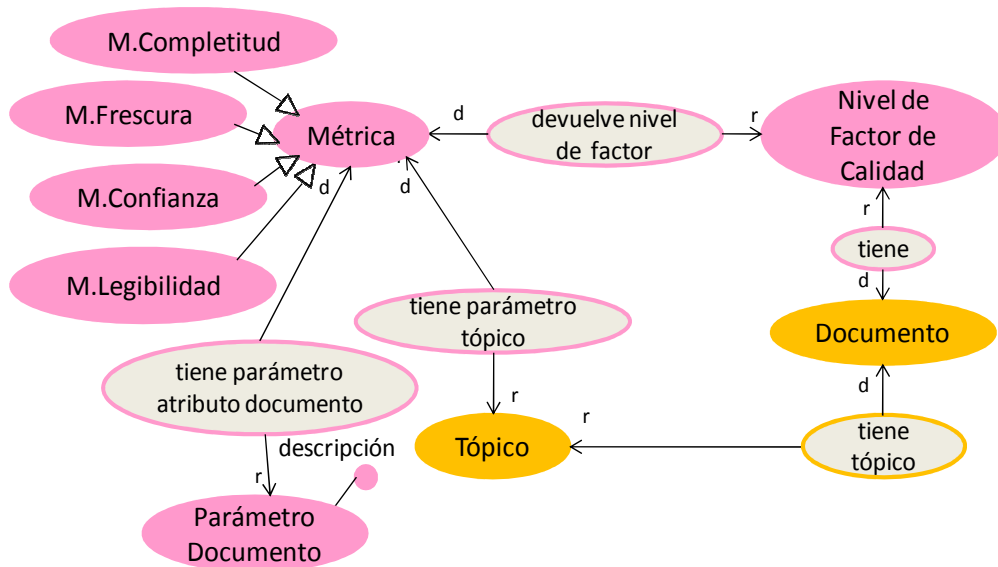 M.Completitud
M.Frescura
M.Confianza
M.Legibilidad
Métrica
d
devuelve nivel
de factor
r
Nivel de
Factor de
Calidad
r
tiene
d
Documento
d
tiene
tópico
r
d
d
tiene parámetro
tópico
r
Tópico
tiene parámetro
atributo documento
r
descripción
Parámetro
Documento